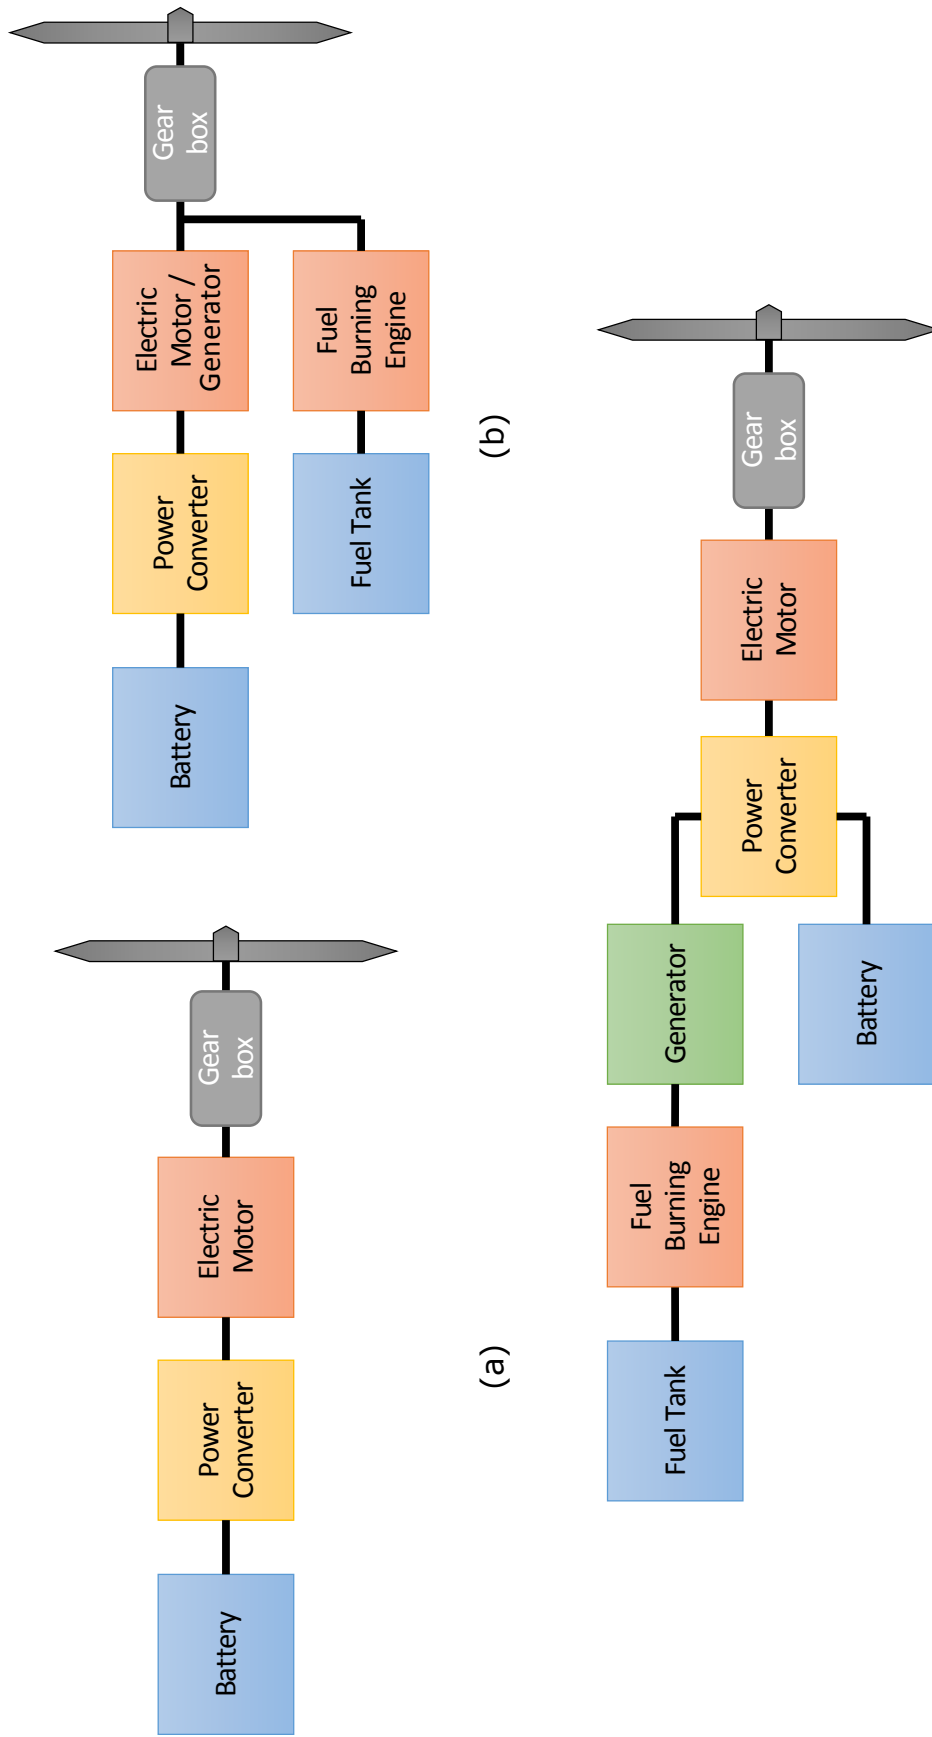 Battery
Power
Converter
Electric
Motor
Gear
box
(a)
Battery
Power
Converter
Electric
Motor /
Generator
Gear
box
Fuel Tank
Fuel
Burning
Engine
(b)
Fuel Tank
Fuel
Burning
Engine
Generator
Battery
Power
Converter
Electric
Motor
Gear
box